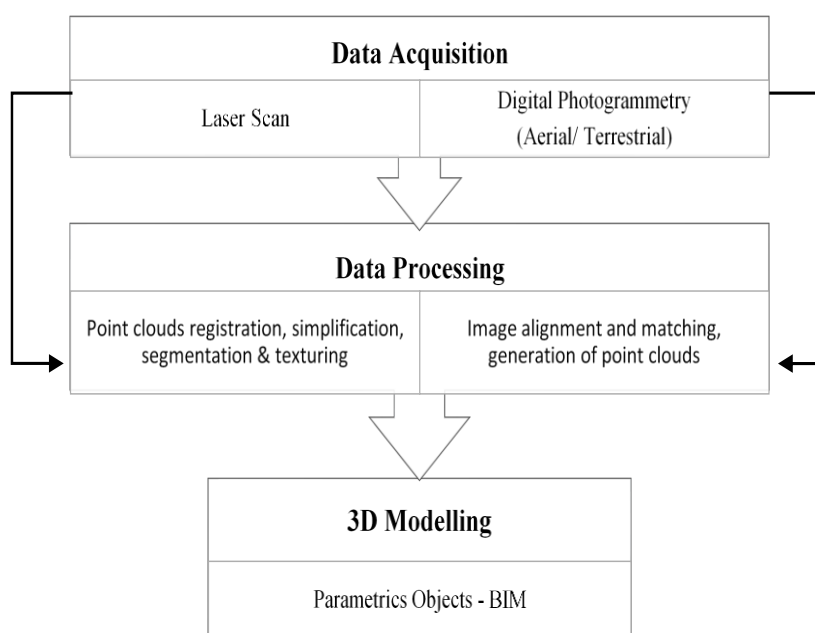 Data Acquisition
Laser Scan
Digital Photogrammetry
(Aerial/ Terrestrial)
Data Processing
Point clouds registration, simplification,
segmentation & texturing
Image alignment and matching,
generation of point clouds
3D Modelling
Parametrics Objects - BIM